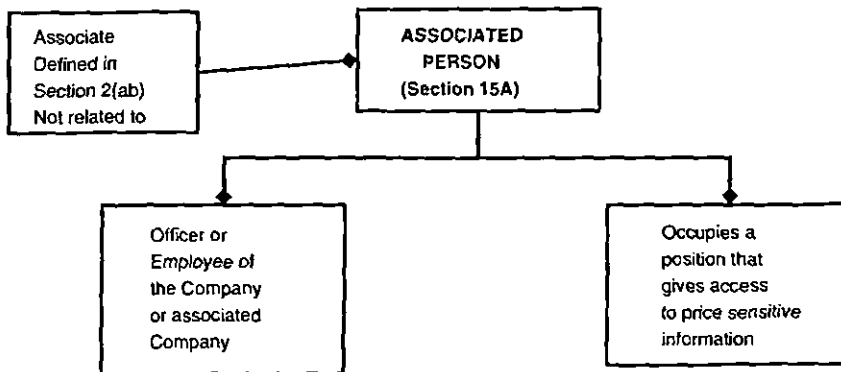 Associate
Defined in
Section 2(ab)
Not related to
ASSOCIATED
PERSON
(Section 15A)
Officer or
Employee of
the Company
or associated
Company
Occupies a
position that
gives access
to price sensitive
information